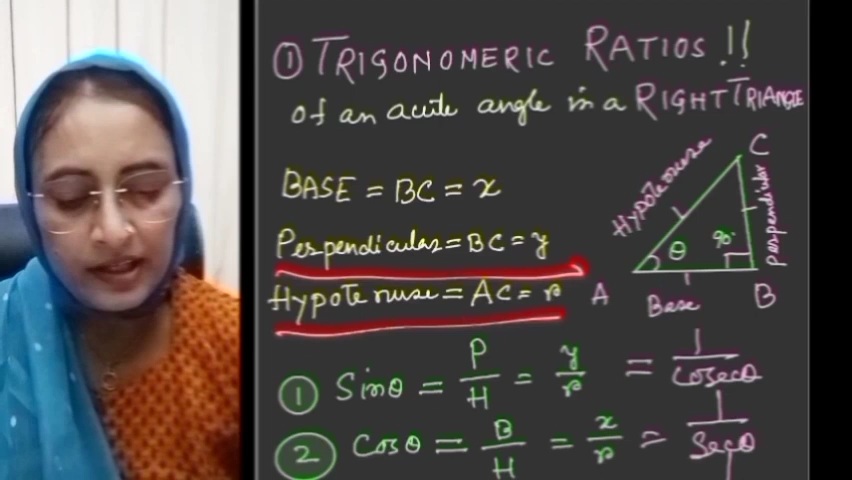 ① TRIGONOMERIC RATIOS !!
of an acute angle in a RIGHT TRIANGLE
BASE = BC = x
Perpendicular = BC = y
Hypotenuse = AC = r
C
Hypotenuse
Perpendicular
θ
90°
A
Base
B
① Sinθ = P/H = y/r = 1/Cosecθ
② Cosθ = B/H = x/r = 1/Secθ